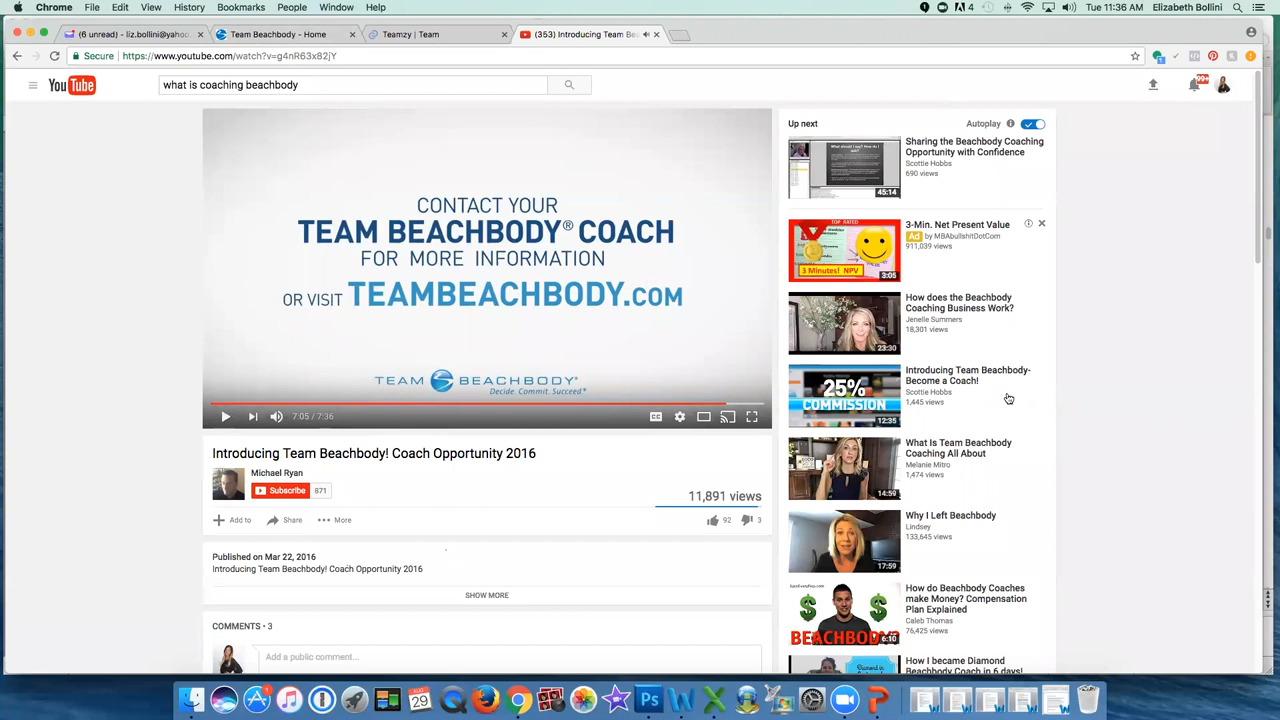 Chrome File Edit View History Bookmarks People Window Help
4 Tue 11:36 AM Elizabeth Bollini
(6 unread) - liz.bollini@yahoo. Team Beachbody - Home Teamzy | Team (353) Introducing Team Be
Secure https://www.youtube.com/watch?v=g4nR63x82jY
YouTube what is coaching beachbody 99+
CONTACT YOUR
TEAM BEACHBODY® COACH
FOR MORE INFORMATION
OR VISIT TEAMBEACHBODY.COM
TEAM BEACHBODY®
Decide. Commit. Succeed.®
7:05 / 7:36 CC
Introducing Team Beachbody! Coach Opportunity 2016
Michael Ryan
Subscribe 871
11,891 views
Add to Share More 92 3
Published on Mar 22, 2016
Introducing Team Beachbody! Coach Opportunity 2016
SHOW MORE
COMMENTS • 3
Add a public comment...
Up next Autoplay
Sharing the Beachbody Coaching
Opportunity with Confidence
Scottie Hobbs
690 views
45:14
TOP RATED
3 Minutes! NPV
3:05
3-Min. Net Present Value
Ad by MBAbullshitDotCom
911,039 views
How does the Beachbody
Coaching Business Work?
Jenelle Summers
18,301 views
23:30
Introducing Team Beachbody-
Become a Coach!
Scottie Hobbs
1,445 views
25%
COMMISSION
12:35
What Is Team Beachbody
Coaching All About
Melanie Mitro
1,474 views
14:59
Why I Left Beachbody
Lindsey
133,645 views
17:59
How do Beachbody Coaches
make Money? Compensation
Plan Explained
Caleb Thomas
76,425 views
$ $
BEACHBODY?
6:10
How I became Diamond
Beachbody Coach in 6 days!